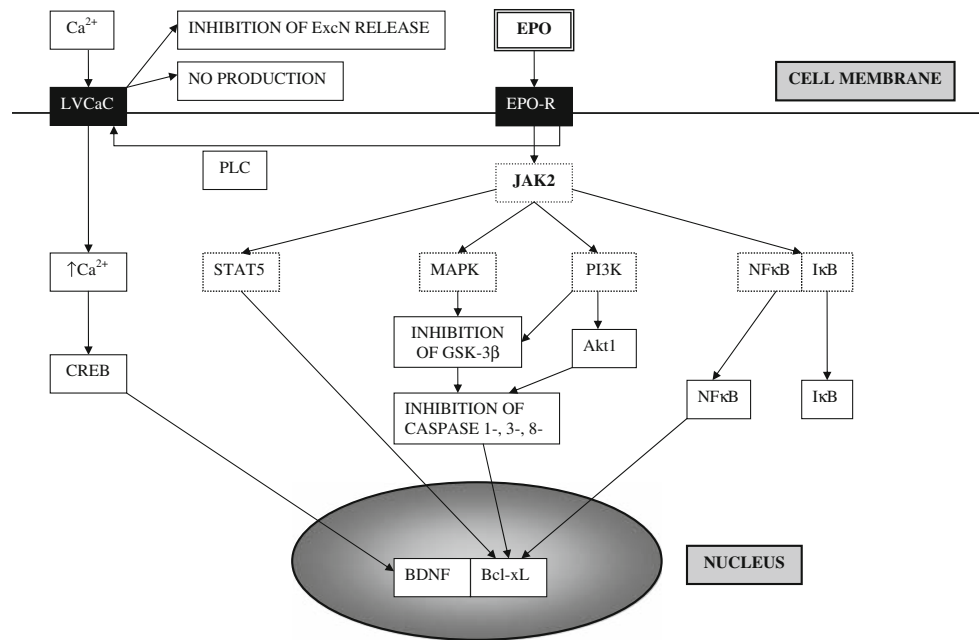 Ca²⁺
INHIBITION OF ExcN RELEASE
EPO
NO PRODUCTION
CELL MEMBRANE
LVCaC
EPO-R
PLC
JAK2
↑Ca²⁺
STAT5
MAPK
PI3K
NFκB
IκB
INHIBITION
OF GSK-3β
Akt1
CREB
NFκB
IκB
INHIBITION OF
CASPASE 1-, 3-, 8-
BDNF
Bcl-xL
NUCLEUS